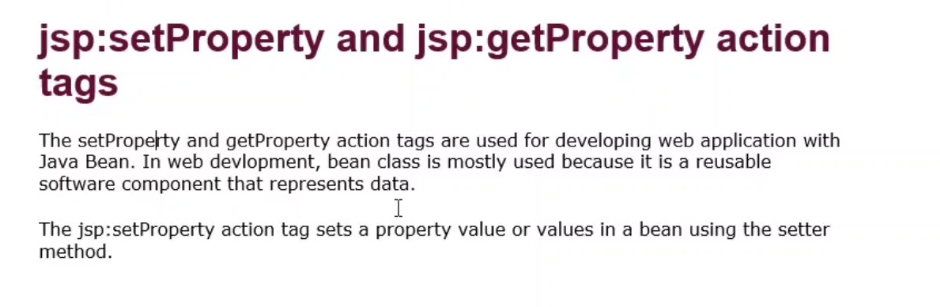 jsp:setProperty and jsp:getProperty action
tags
The setProperty and getProperty action tags are used for developing web application with
Java Bean. In web devlopment, bean class is mostly used because it is a reusable
software component that represents data.
The jsp:setProperty action tag sets a property value or values in a bean using the setter
method.